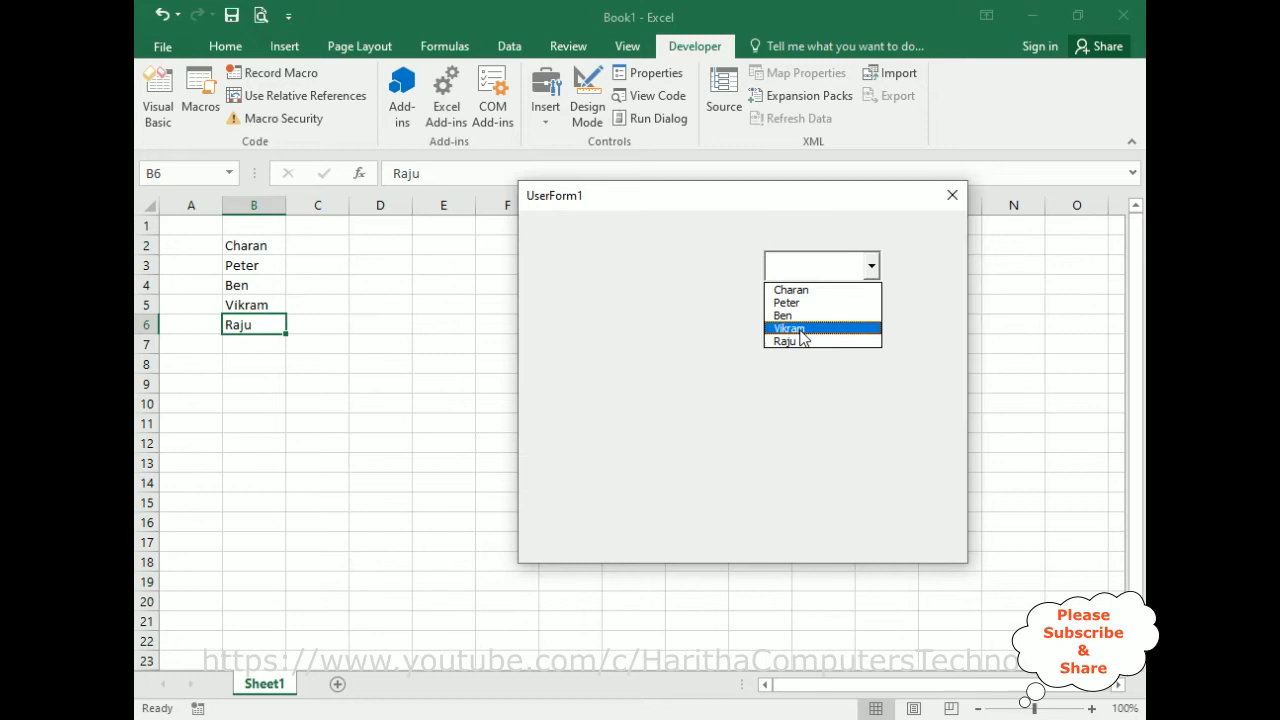 Book1 - Excel
File Home Insert Page Layout Formulas Data Review View Developer Tell me what you want to do... Sign in Share
Visual Basic
Macros
Record Macro
Use Relative References
Macro Security
Code
Add-ins
Excel Add-ins
COM Add-ins
Add-ins
Insert
Design Mode
Properties
View Code
Run Dialog
Controls
Source
Map Properties
Expansion Packs
Refresh Data
Import
Export
XML
B6 fx Raju
A B C D E F N O
UserForm1
1
2 Charan
3 Peter
4 Ben
5 Vikram
6 Raju
7
8
9
10
11
12
13
14
15
16
17
18
19
20
21
22
23
Charan
Peter
Ben
Vikram
Raju
Please
Subscribe
&
Share
https://www.youtube.com/c/HarithaComputersTechno
Sheet1
Ready
100%